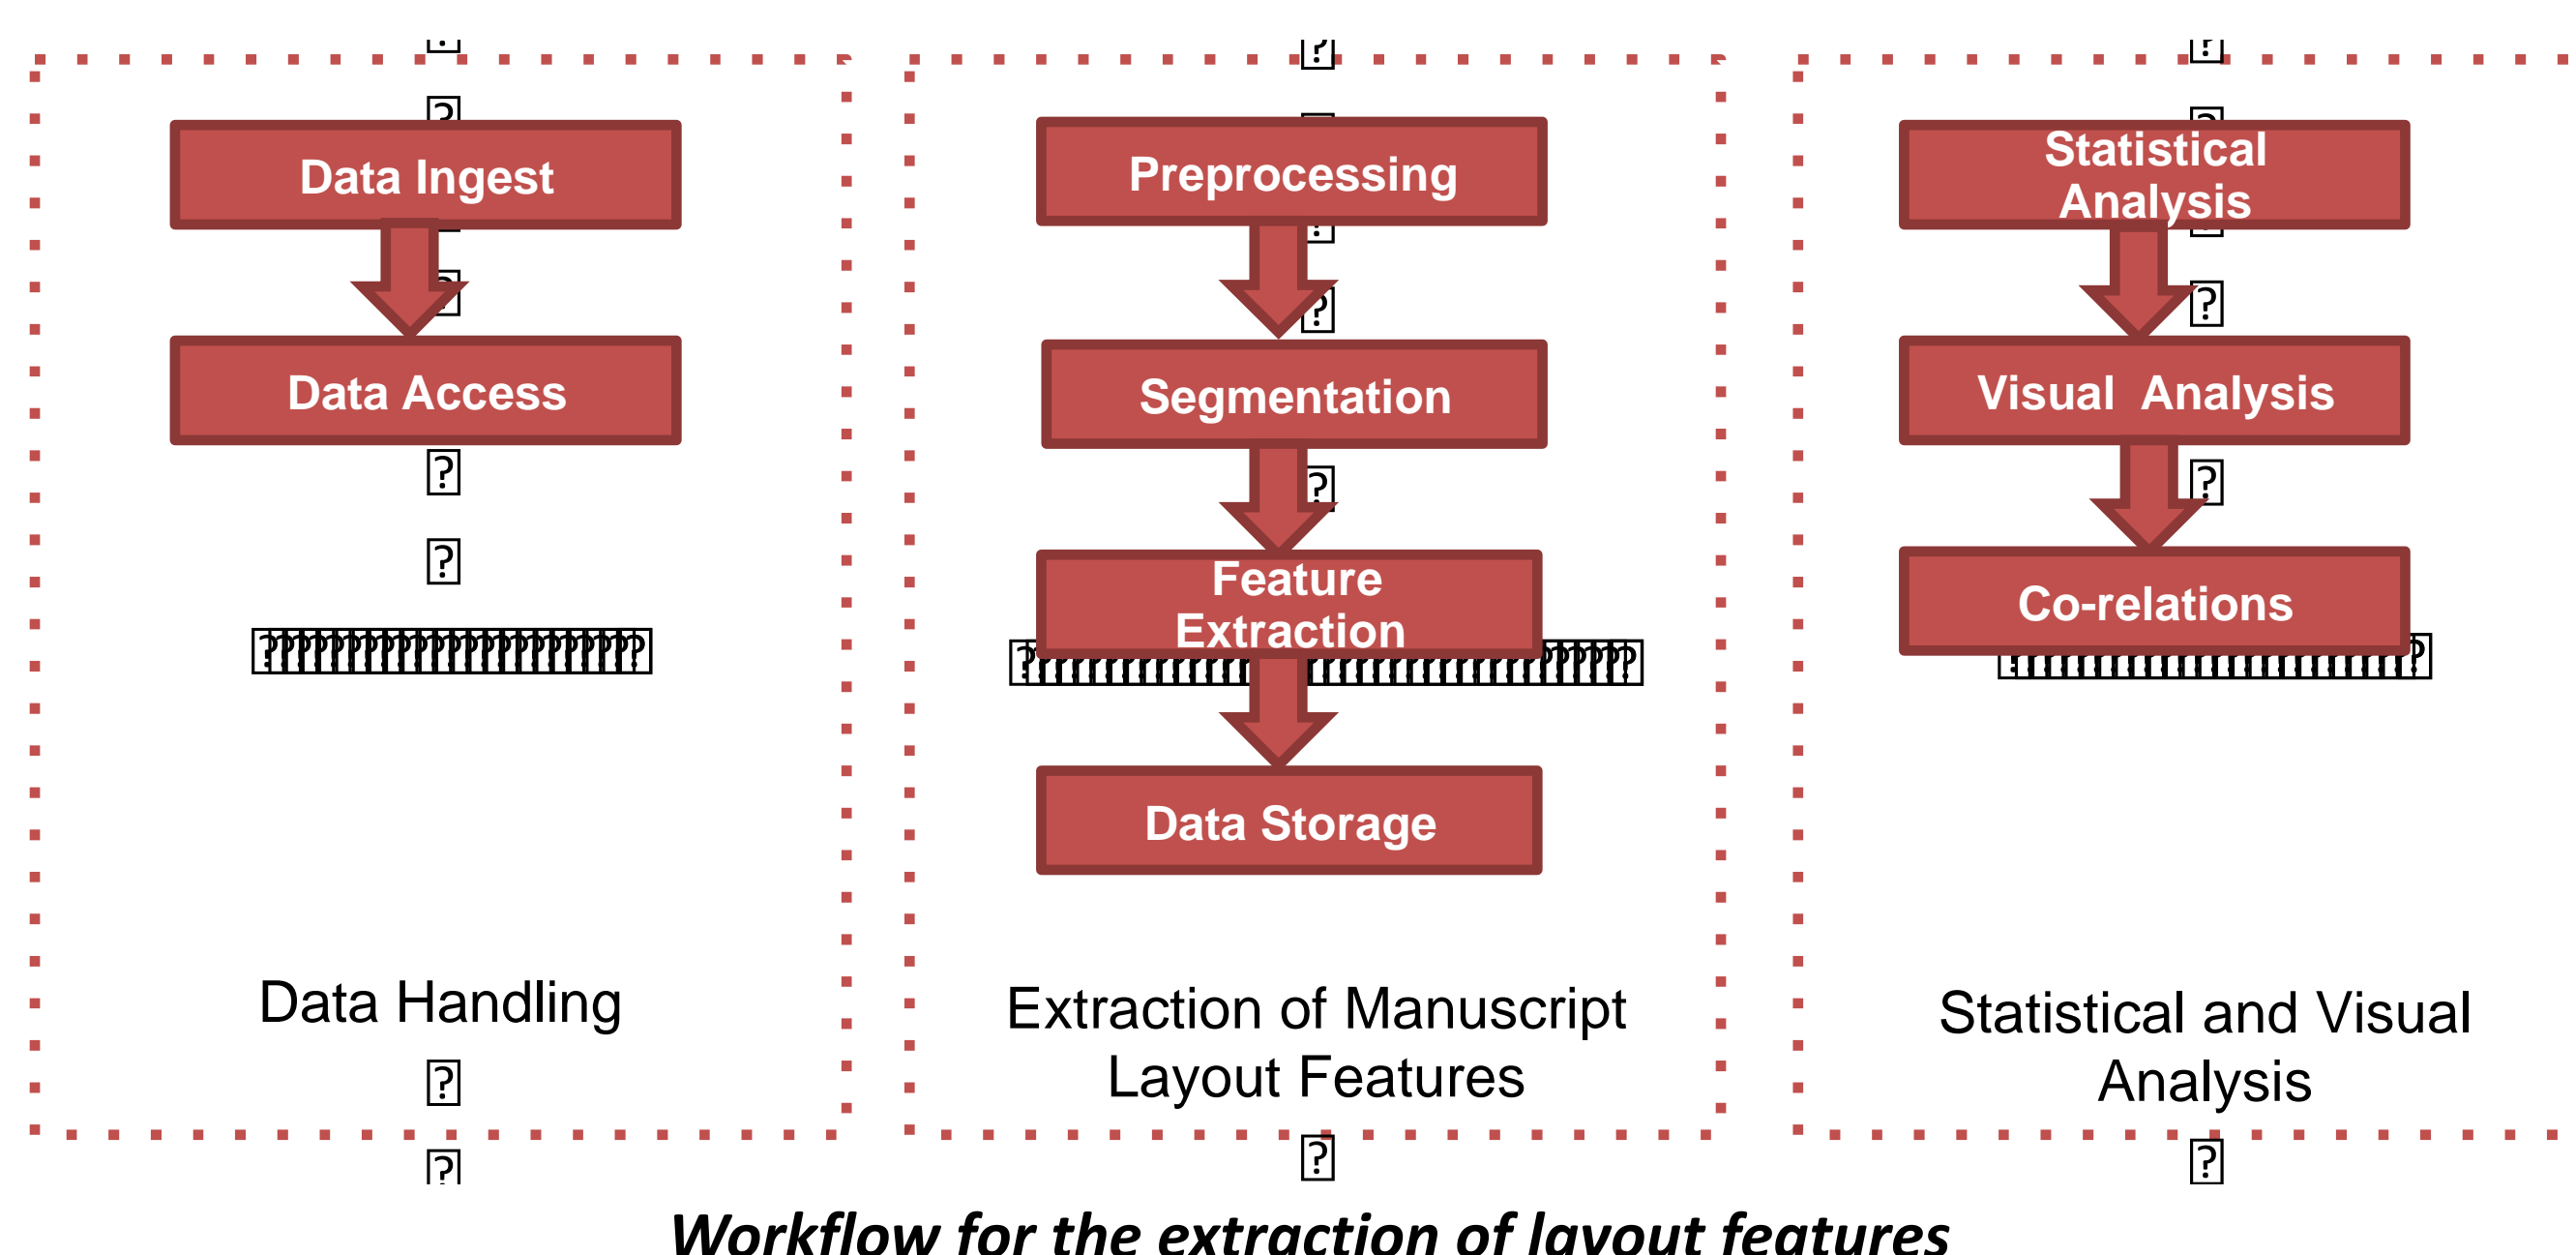 Data Ingest
Data Access
Data Handling
Preprocessing
Segmentation
Feature
Extraction
Data Storage
Extraction of Manuscript
Layout Features
Statistical
Analysis
Visual  Analysis
Co-relations
Statistical and Visual
Analysis
Workflow for the extraction of layout features